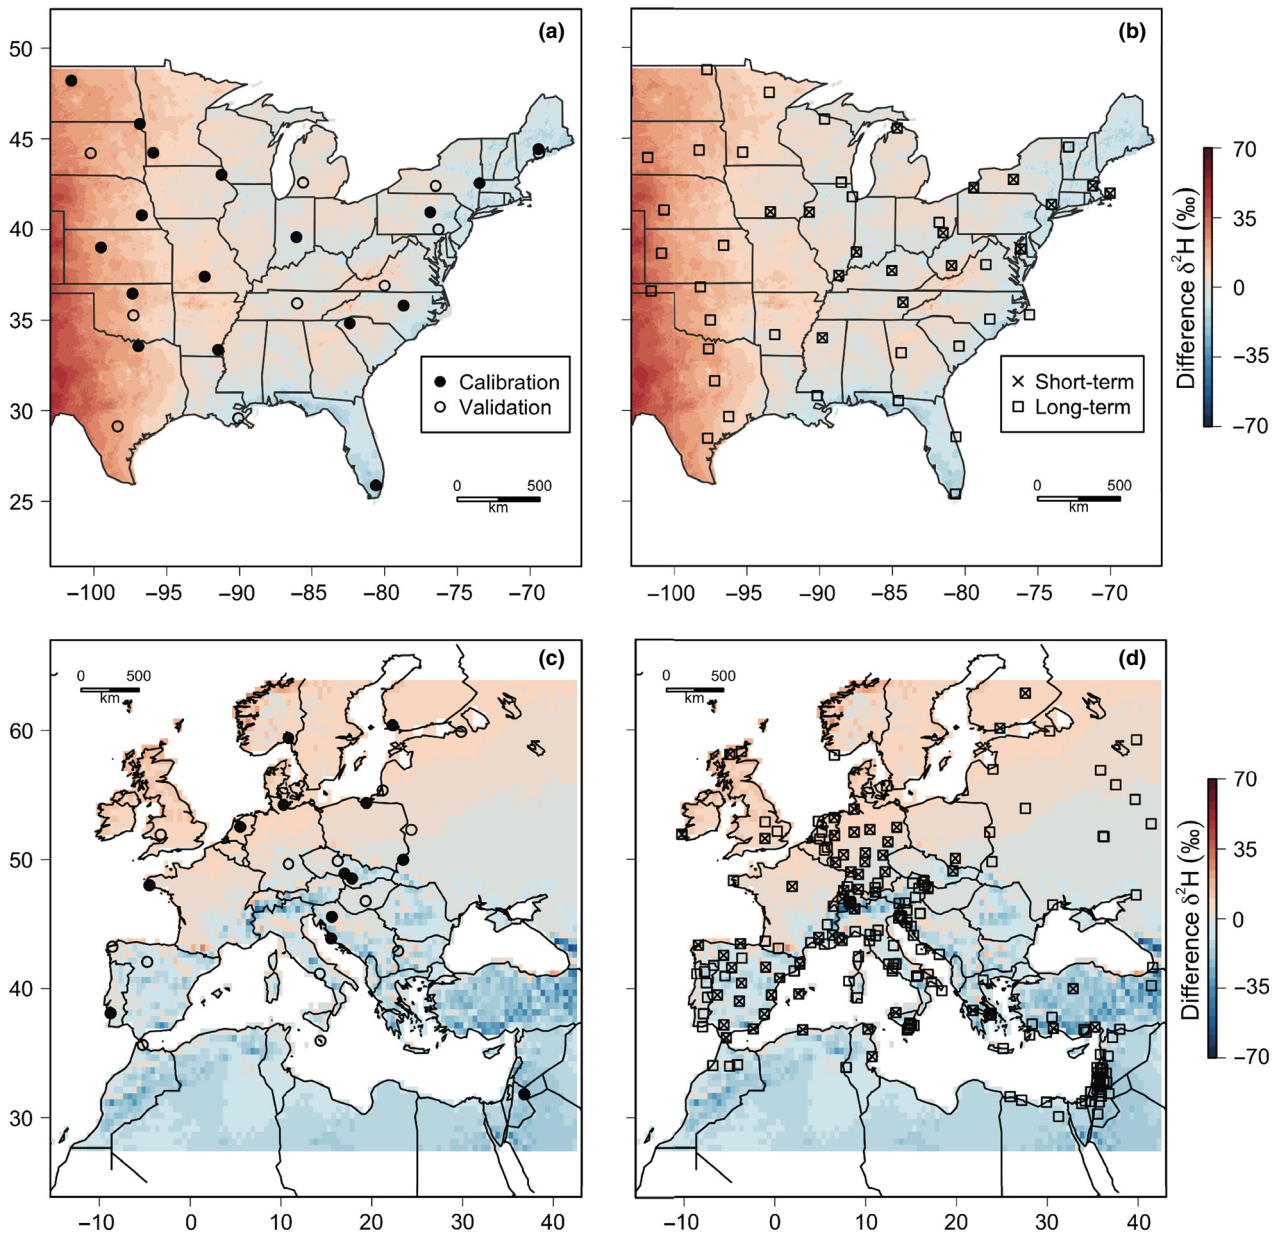 (a)
50
45
40
35
30
25
Calibration
Validation
0 500
km
−100 −95 −90 −85 −80 −75 −70
(b)
Short-term
Long-term
0 500
km
−100 −95 −90 −85 −80 −75 −70
Difference δ²H (‰)
70
35
0
−35
−70
(c)
0 500
km
60
50
40
30
−10 0 10 20 30 40
(d)
0 500
km
−10 0 10 20 30 40
Difference δ²H (‰)
70
35
0
−35
−70